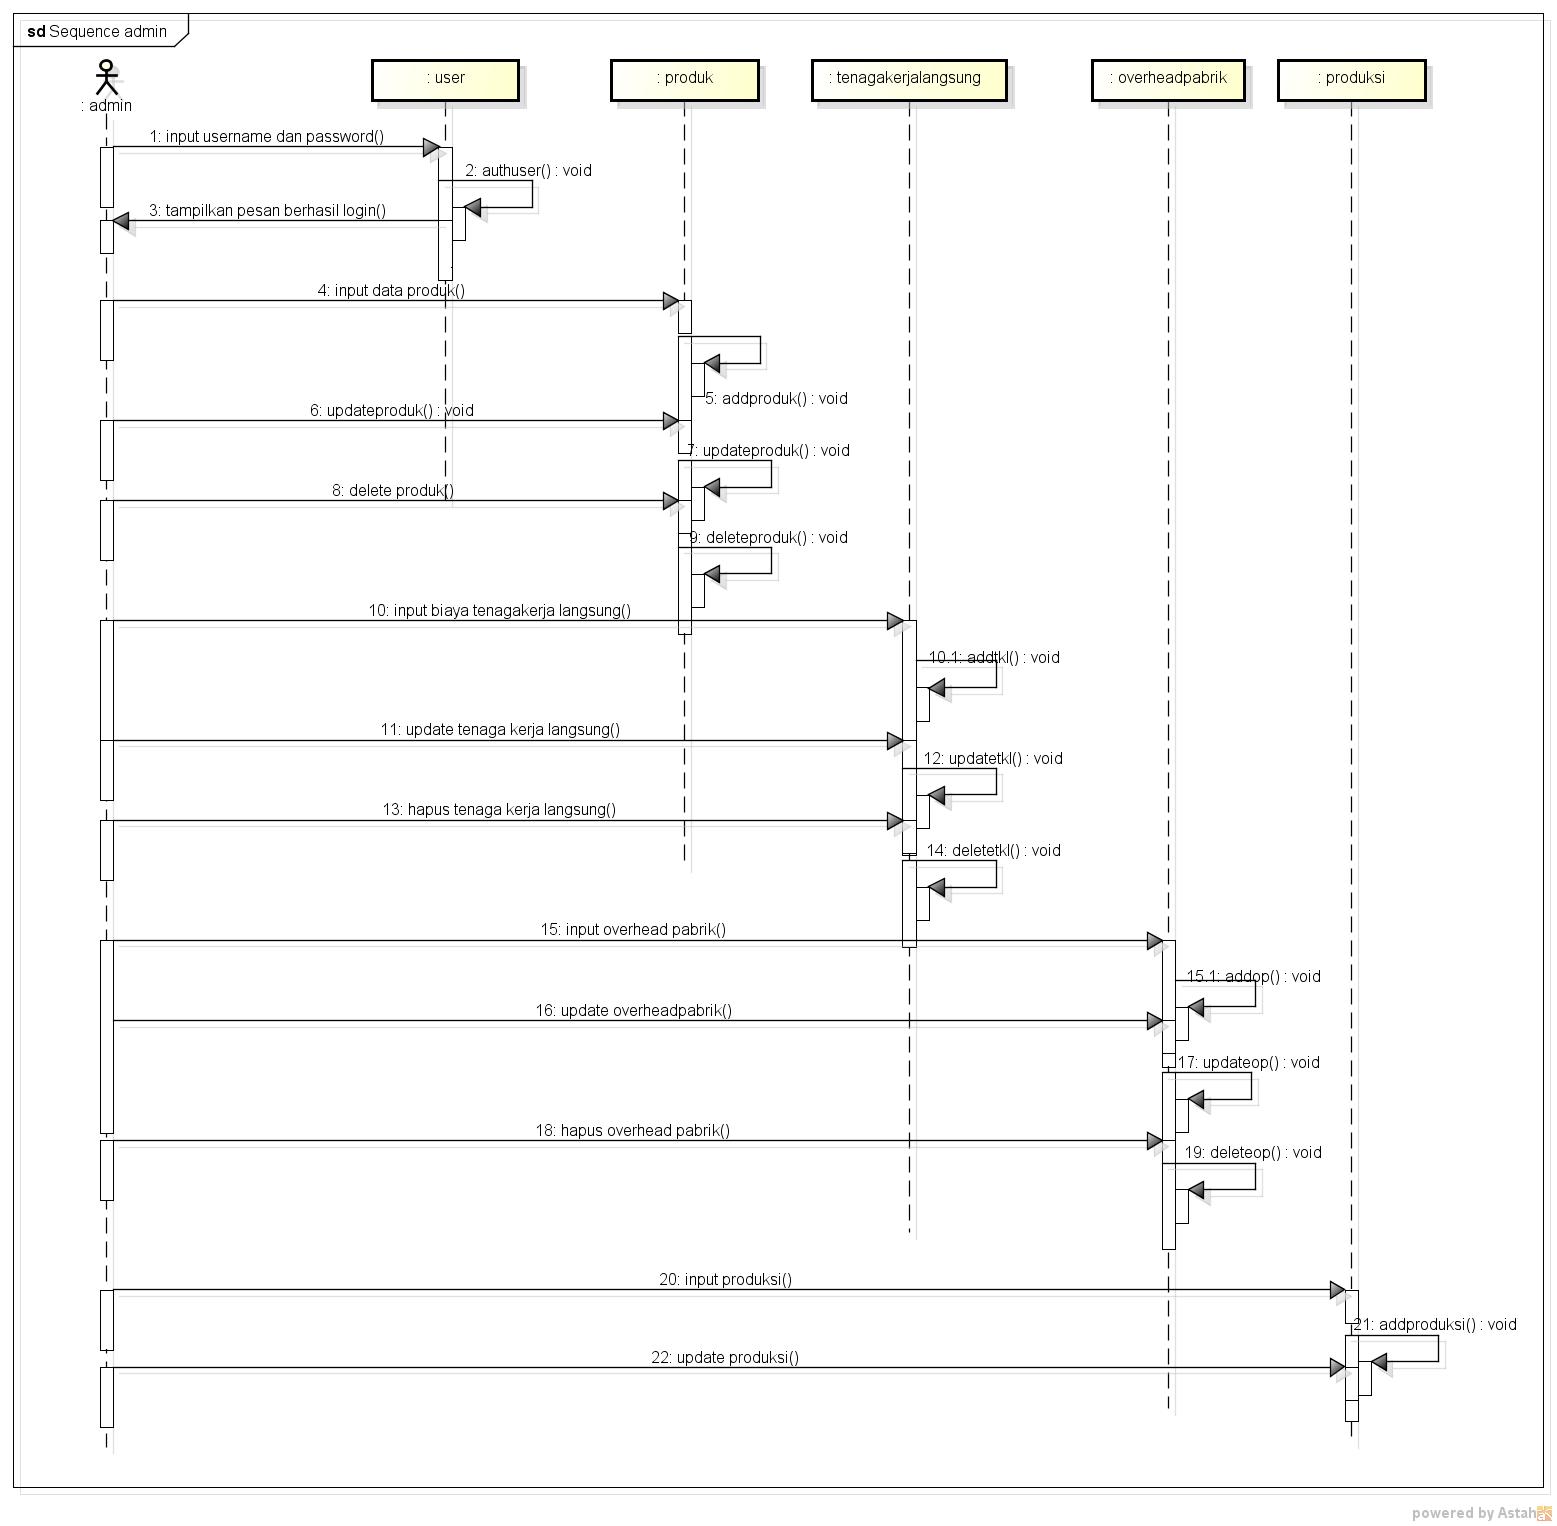 sd Sequence admin
: admin
: user
: produk
: tenagakerjalangsung
: overheadpabrik
: produksi
1: input username dan password()
2: authuser() : void
3: tampilkan pesan berhasil login()
4: input data produk()
5: addproduk() : void
6: updateproduk() : void
7: updateproduk() : void
8: delete produk()
9: deleteproduk() : void
10: input biaya tenagakerja langsung()
10.1: addtkl() : void
11: update tenaga kerja langsung()
12: updatetkl() : void
13: hapus tenaga kerja langsung()
14: deletetkl() : void
15: input overhead pabrik()
15.1: addop() : void
16: update overheadpabrik()
17: updateop() : void
18: hapus overhead pabrik()
19: deleteop() : void
20: input produksi()
21: addproduksi() : void
22: update produksi()
powered by Astah